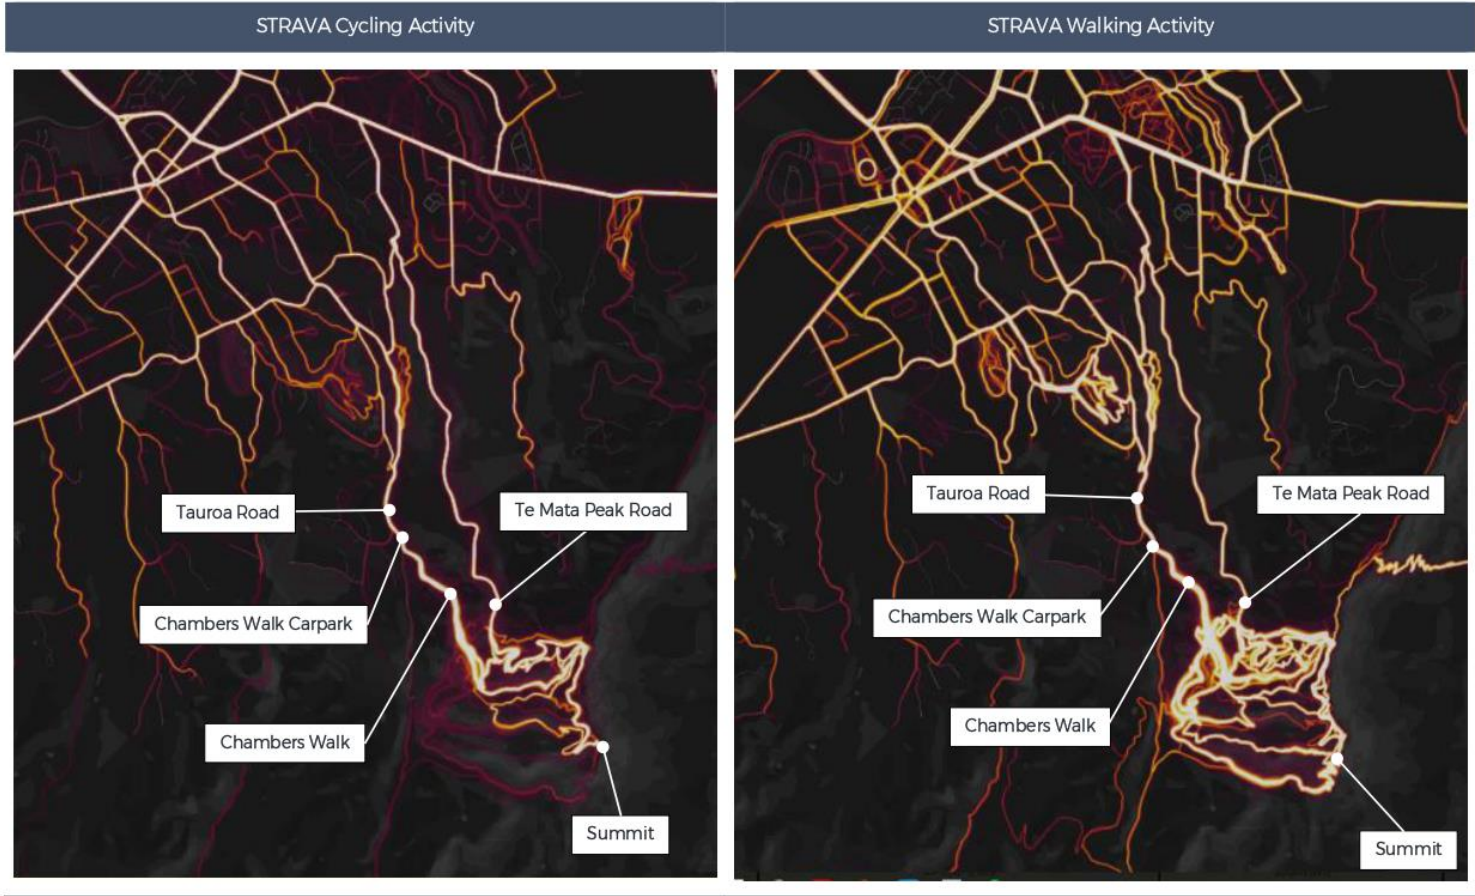 STRAVA Cycling Activity
STRAVA Walking Activity
Tauroa Road
Te Mata Peak Road
Chambers Walk Carpark
Chambers Walk
Summit
Tauroa Road
Te Mata Peak Road
Chambers Walk Carpark
Chambers Walk
Summit